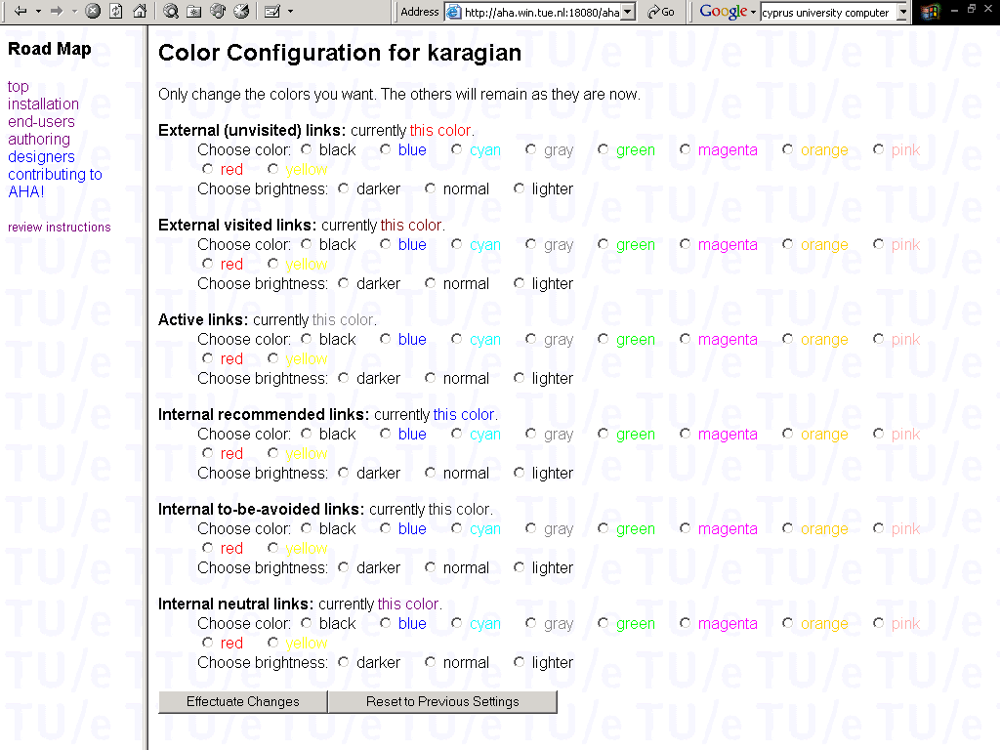 Address http://aha.win.tue.nl:18080/aha Go Google cyprus university computer
Road Map
top
installation
end-users
authoring
designers
contributing to
AHA!
review instructions
Color Configuration for karagian
Only change the colors you want. The others will remain as they are now.
External (unvisited) links: currently this color.
Choose color: black blue cyan gray green magenta orange pink
red yellow
Choose brightness: darker normal lighter
External visited links: currently this color.
Choose color: black blue cyan gray green magenta orange pink
red yellow
Choose brightness: darker normal lighter
Active links: currently this color.
Choose color: black blue cyan gray green magenta orange pink
red yellow
Choose brightness: darker normal lighter
Internal recommended links: currently this color.
Choose color: black blue cyan gray green magenta orange pink
red yellow
Choose brightness: darker normal lighter
Internal to-be-avoided links: currently this color.
Choose color: black blue cyan gray green magenta orange pink
red yellow
Choose brightness: darker normal lighter
Internal neutral links: currently this color.
Choose color: black blue cyan gray green magenta orange pink
red yellow
Choose brightness: darker normal lighter
Effectuate Changes Reset to Previous Settings